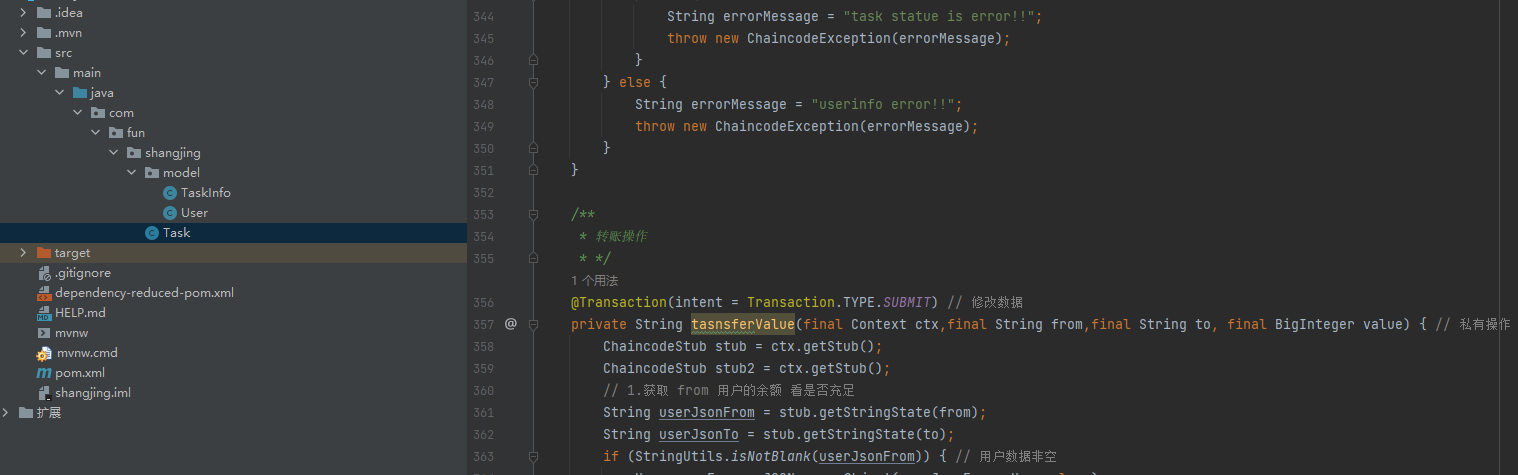 .idea
.mvn
src
main
java
com
fun
shangjing
model
TaskInfo
User
Task
target
.gitignore
dependency-reduced-pom.xml
HELP.md
mvnw
mvnw.cmd
pom.xml
shangjing.iml
扩展
344 String errorMessage = "task statue is error!!";
345 throw new ChaincodeException(errorMessage);
346 }
347 } else {
348 String errorMessage = "userinfo error!!";
349 throw new ChaincodeException(errorMessage);
350 }
351 }
352
353 /**
354 * 转账操作
355 * */
1个用法
356 @Transaction(intent = Transaction.TYPE.SUBMIT) // 修改数据
357 @ private String tasnsferValue(final Context ctx,final String from,final String to, final BigInteger value) { // 私有操作
358 ChaincodeStub stub = ctx.getStub();
359 ChaincodeStub stub2 = ctx.getStub();
360 // 1.获取 from 用户的余额 看是否充足
361 String userJsonFrom = stub.getStringState(from);
362 String userJsonTo = stub.getStringState(to);
363 if (StringUtils.isNotBlank(userJsonFrom)) { // 用户数据非空